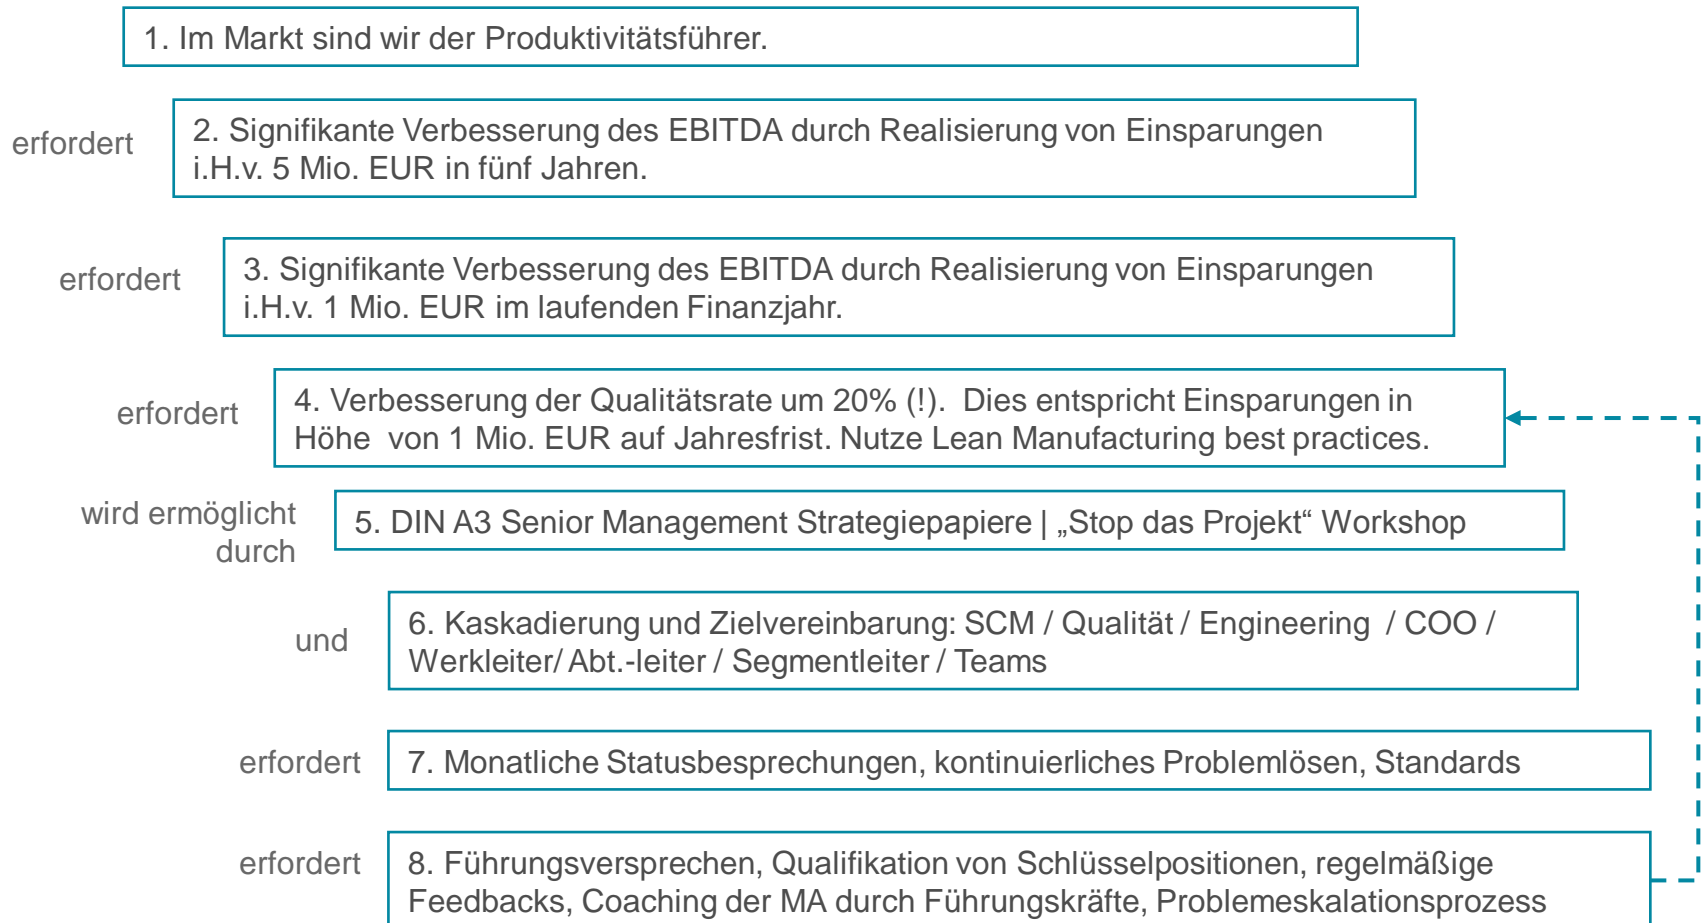 1. Im Markt sind wir der Produktivitätsführer.
erfordert
2. Signifikante Verbesserung des EBITDA durch Realisierung von Einsparungen
i.H.v. 5 Mio. EUR in fünf Jahren.
erfordert
3. Signifikante Verbesserung des EBITDA durch Realisierung von Einsparungen
i.H.v. 1 Mio. EUR im laufenden Finanzjahr.
erfordert
4. Verbesserung der Qualitätsrate um 20% (!). Dies entspricht Einsparungen in
Höhe von 1 Mio. EUR auf Jahresfrist. Nutze Lean Manufacturing best practices.
wird ermöglicht
durch
5. DIN A3 Senior Management Strategiepapiere | „Stop das Projekt“ Workshop
und
6. Kaskadierung und Zielvereinbarung: SCM / Qualität / Engineering / COO /
Werkleiter/ Abt.-leiter / Segmentleiter / Teams
erfordert
7. Monatliche Statusbesprechungen, kontinuierliches Problemlösen, Standards
erfordert
8. Führungsversprechen, Qualifikation von Schlüsselpositionen, regelmäßige
Feedbacks, Coaching der MA durch Führungskräfte, Problemeskalationsprozess